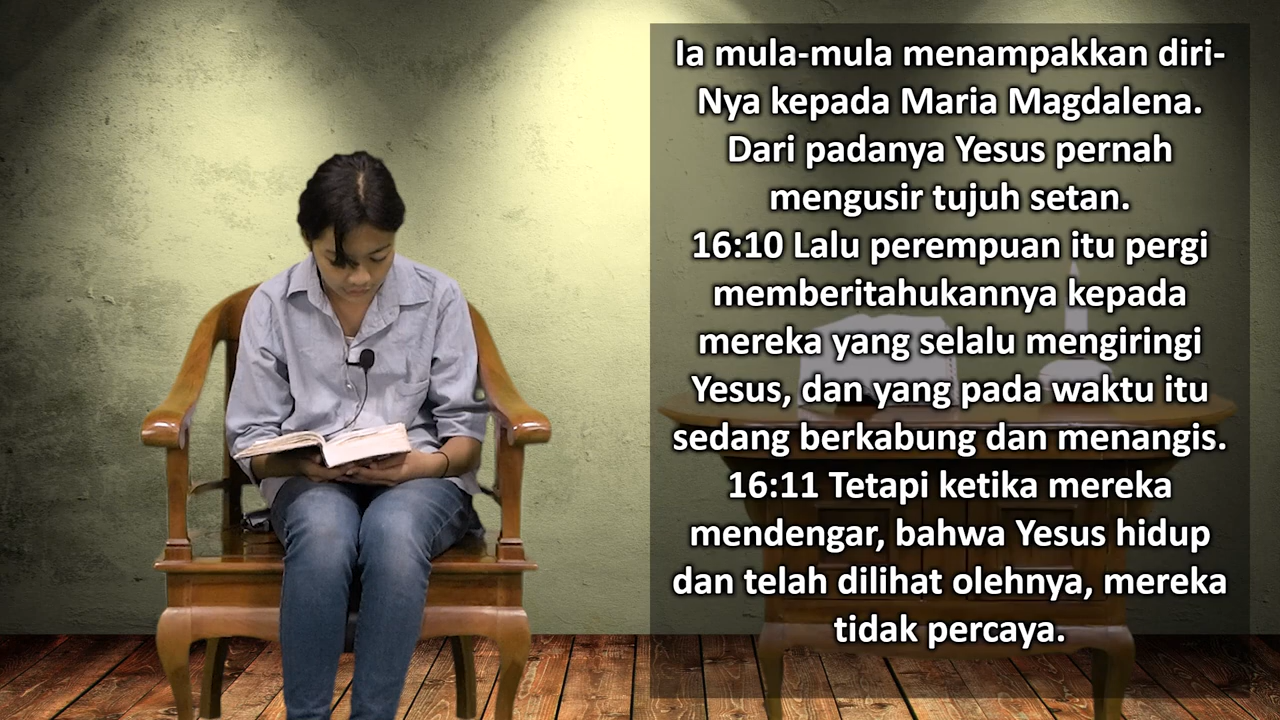 Ia mula-mula menampakkan diri-
Nya kepada Maria Magdalena.
Dari padanya Yesus pernah
mengusir tujuh setan.
16:10 Lalu perempuan itu pergi
memberitahukannya kepada
mereka yang selalu mengiringi
Yesus, dan yang pada waktu itu
sedang berkabung dan menangis.
16:11 Tetapi ketika mereka
mendengar, bahwa Yesus hidup
dan telah dilihat olehnya, mereka
tidak percaya.